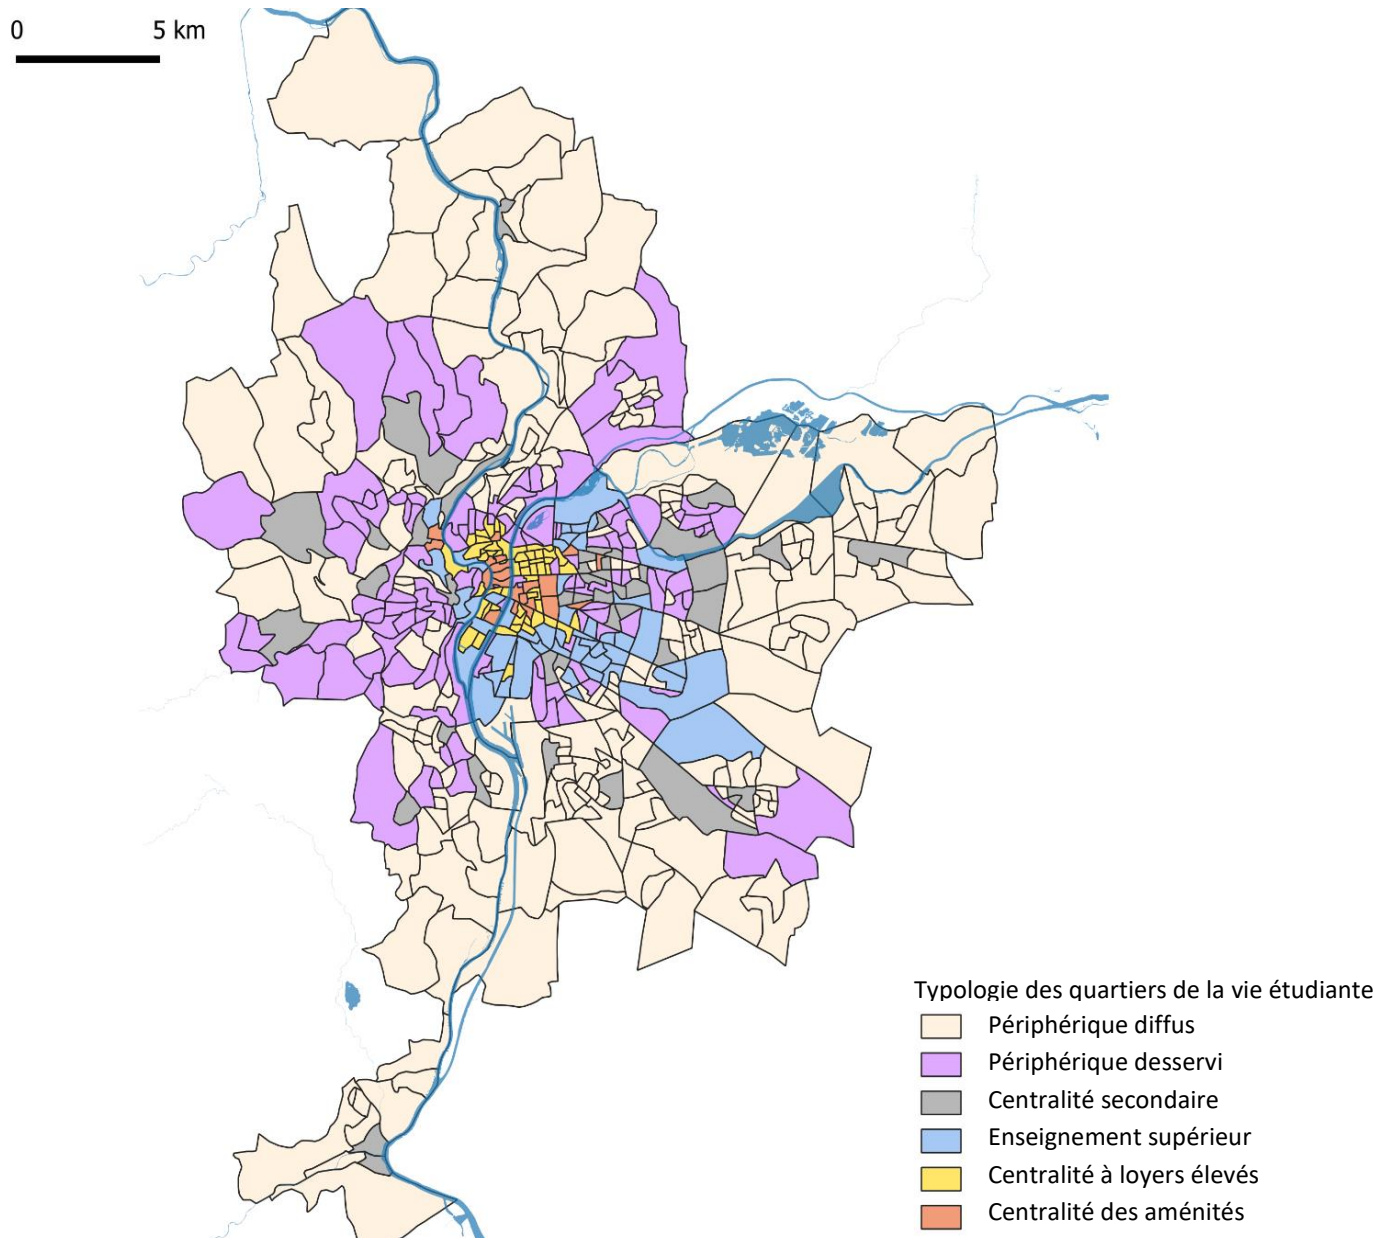 0 5 km
Typologie des quartiers de la vie étudiante
Périphérique diffus
Périphérique desservi
Centralité secondaire
Enseignement supérieur
Centralité à loyers élevés
Centralité des aménités